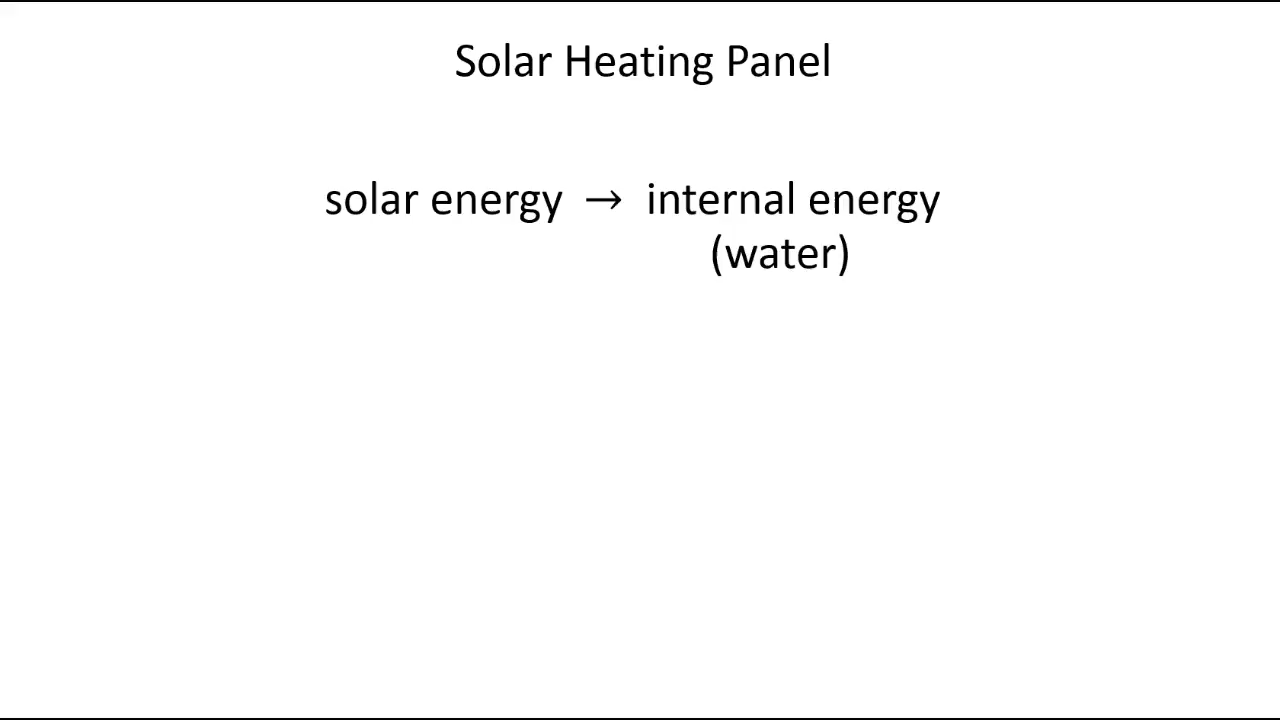 Solar Heating Panel
solar energy → internal energy
(water)